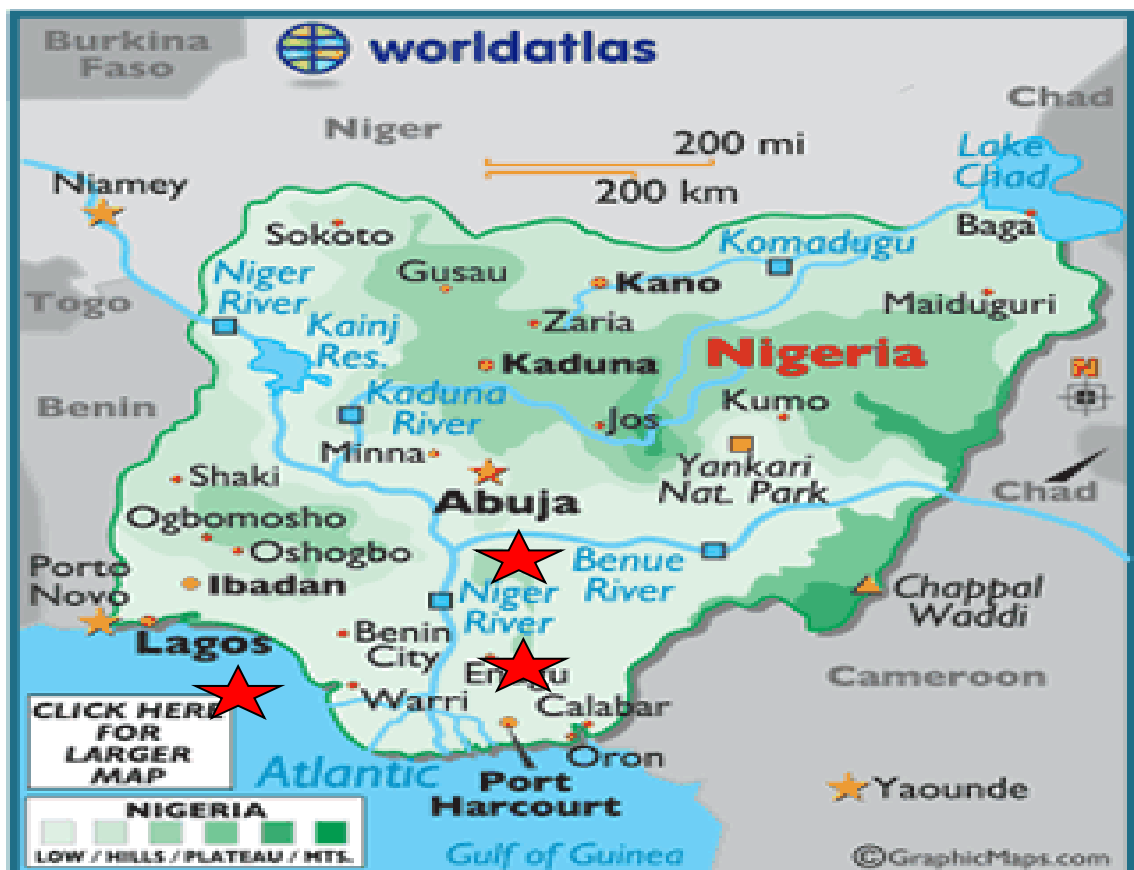 Burkina
Faso
worldatlas
Niger
Chad
200 mi
200 km
Lake
Chad
Niamey
Sokoto
Komadugu
Baga
Niger
River
Gusau
Kano
Maiduguri
Togo
Kainj
Res.
Zaria
Nigeria
Kaduna
N
Kaduna
River
Benin
Jos
Kumo
Minna
Yankari
Nat. Park
Shaki
Abuja
Chad
Ogbomosho
Oshogbo
Benue
River
Porto
Novo
Ibadan
Niger
River
Chappal
Waddi
Lagos
Benin
City
Cameroon
Warri
Calabar
CLICK HERE
FOR
LARGER
MAP
Oron
Atlantic
Port
Harcourt
Yaounde
NIGERIA
LOW / HILLS / PLATEAU / MTS.
Gulf of Guinea
©GraphicMaps.com